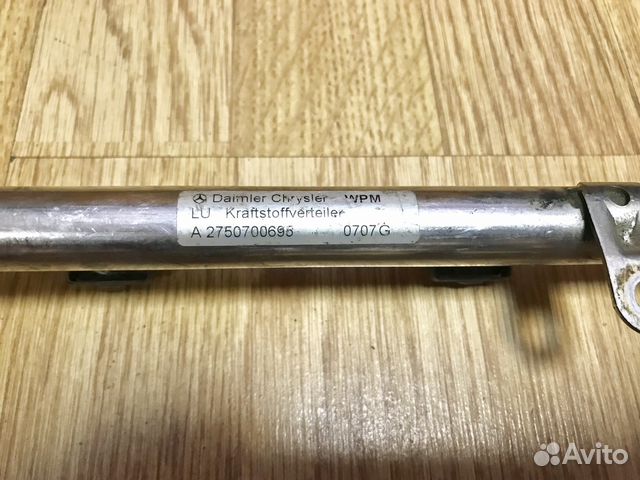 Daimler Chrysler WPM
LU Kraftstoffverteiler
A 2750700695 0707G
Avito